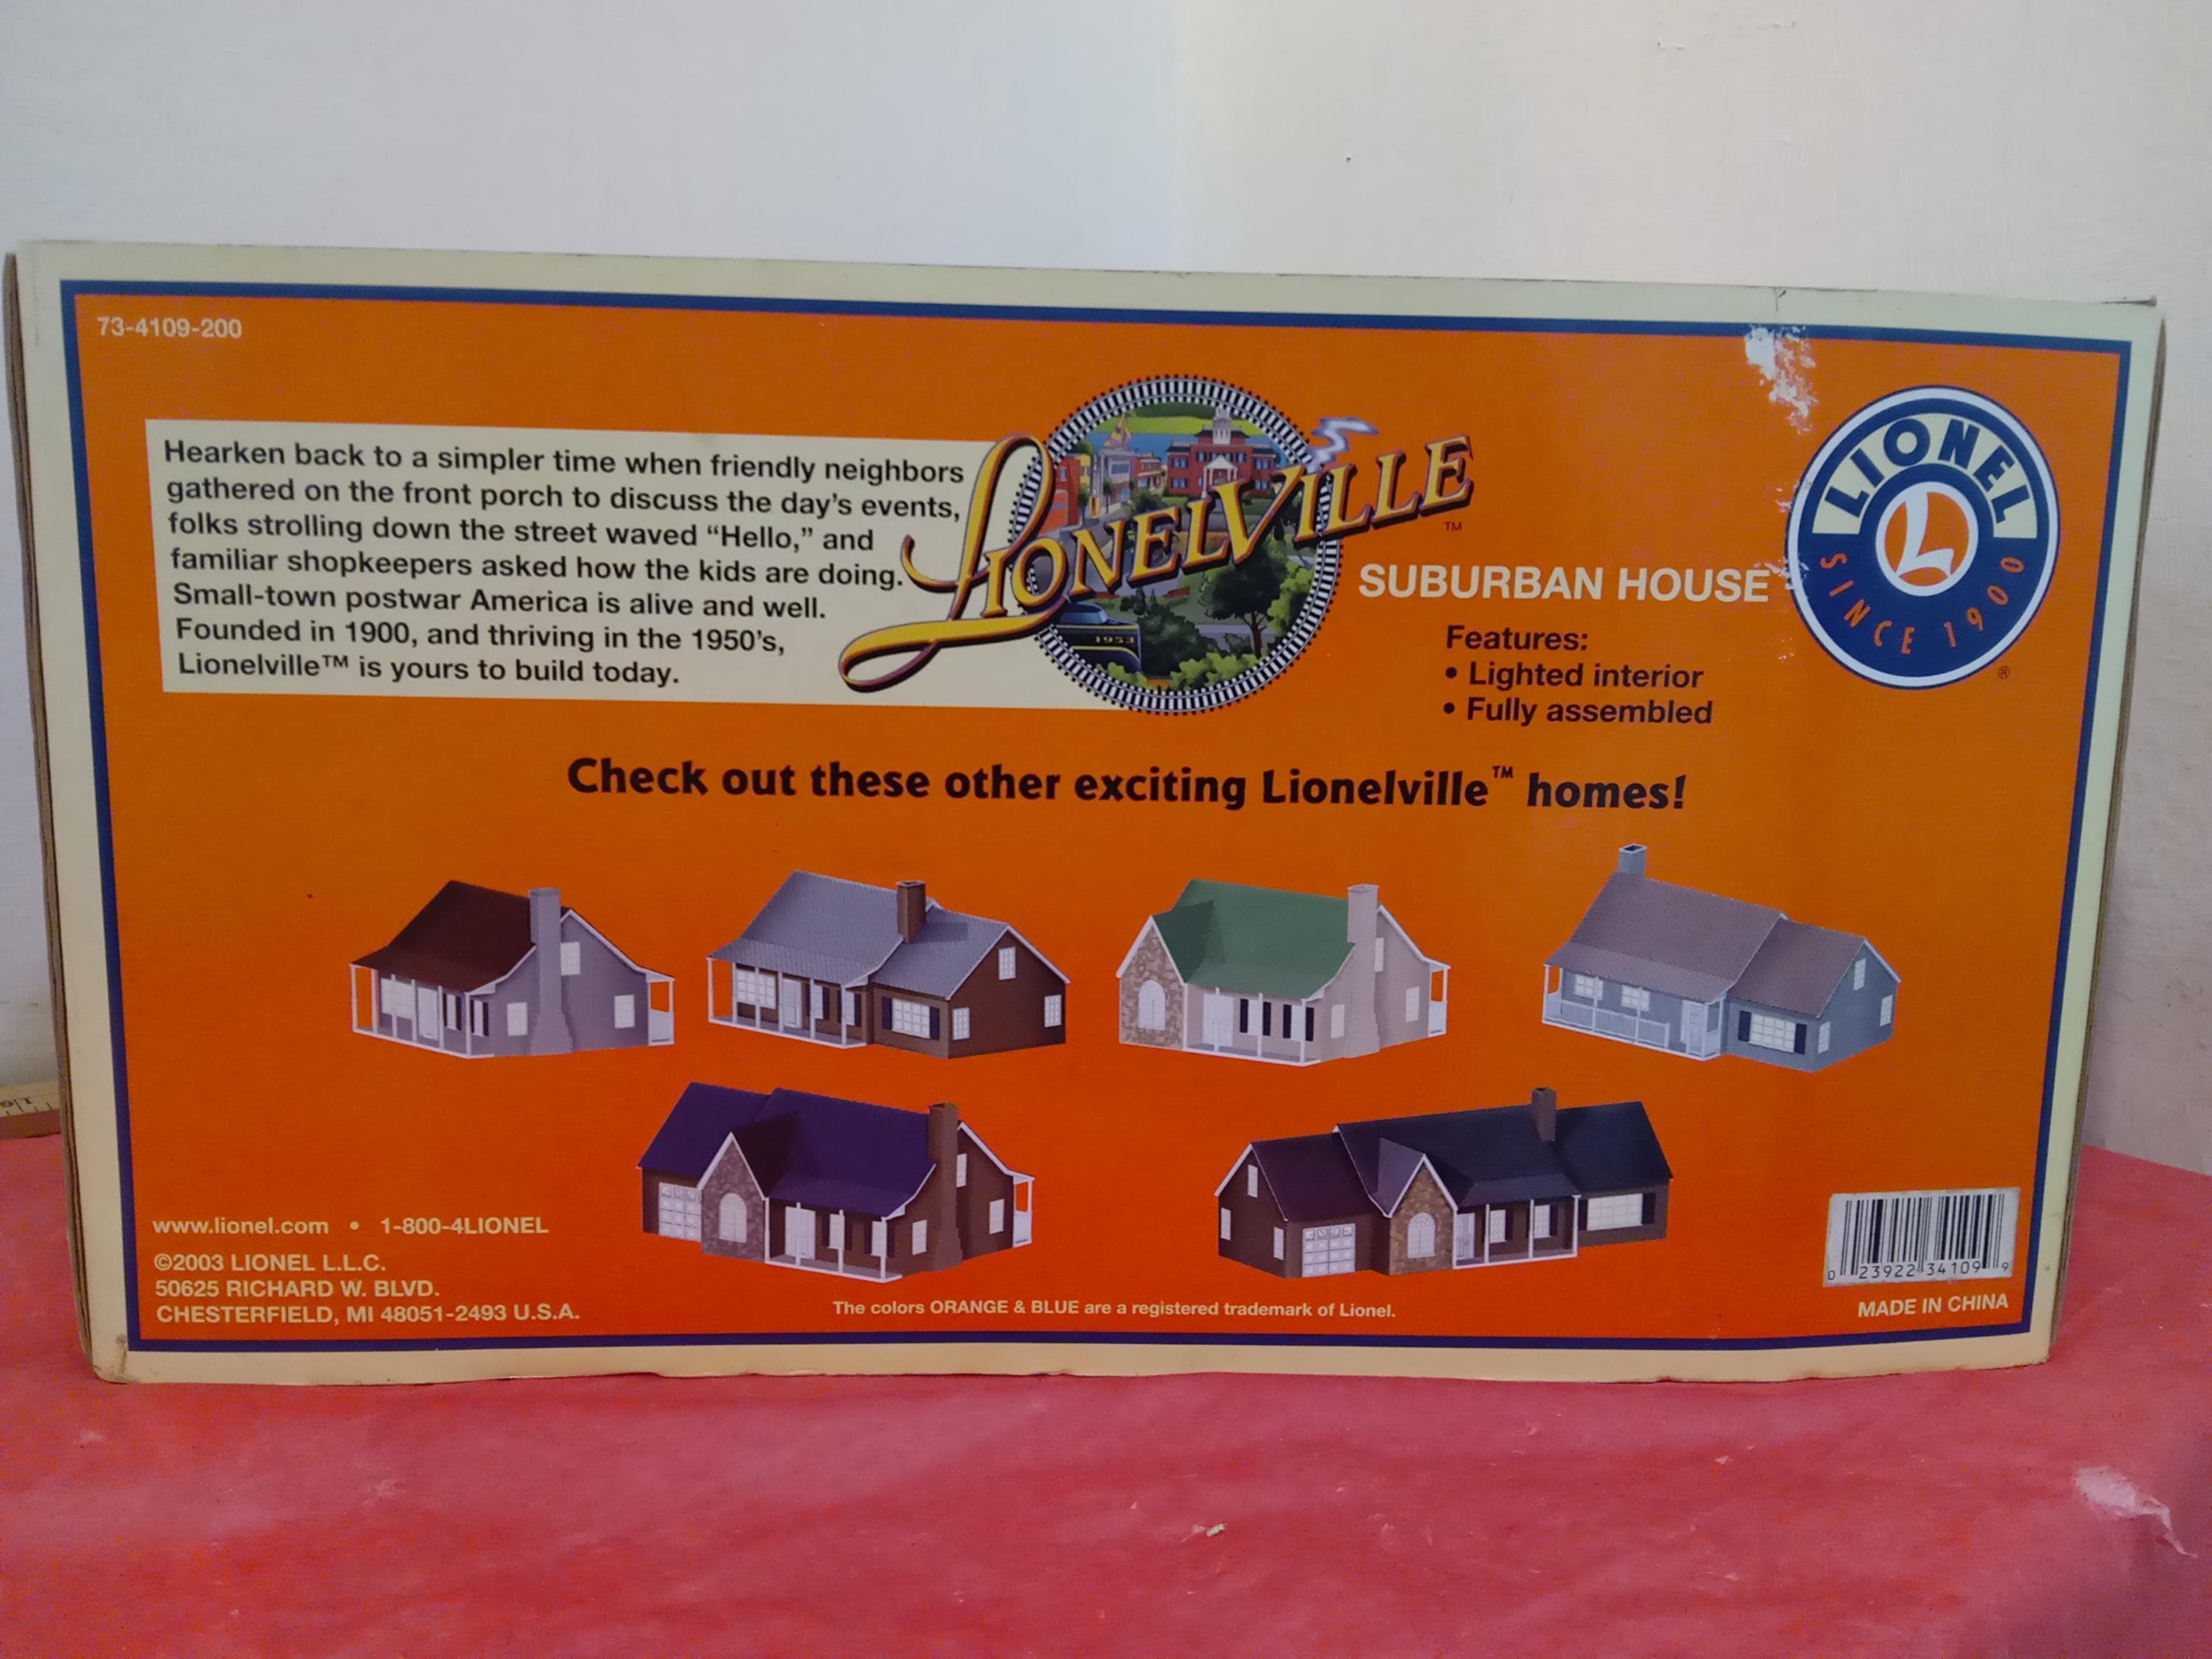 73-4109-200
Hearken back to a simpler time when friendly neighbors
gathered on the front porch to discuss the day's events,
folks strolling down the street waved “Hello,” and
familiar shopkeepers asked how the kids are doing.
Small-town postwar America is alive and well.
Founded in 1900, and thriving in the 1950's,
Lionelville™ is yours to build today.
LIONELVILLE™
1953
SUBURBAN HOUSE
Features:
• Lighted interior
• Fully assembled
LIONEL
L
SINCE 1900
®
Check out these other exciting Lionelville™ homes!
www.lionel.com • 1-800-4LIONEL
©2003 LIONEL L.L.C.
50625 RICHARD W. BLVD.
CHESTERFIELD, MI 48051-2493 U.S.A.
The colors ORANGE & BLUE are a registered trademark of Lionel.
0 23922 34109 9
MADE IN CHINA